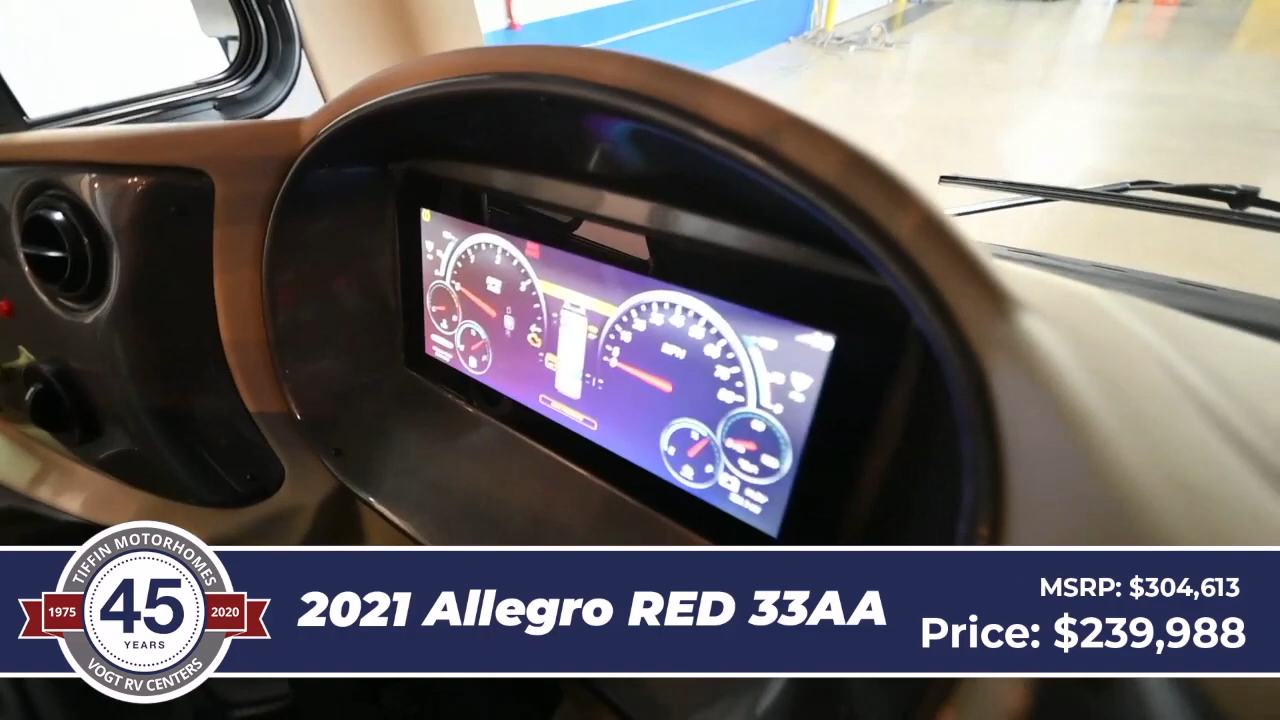 MPH
TIFFIN MOTORHOMES
1975
45
2020
YEARS
VOGT RV CENTERS
2021 Allegro RED 33AA
MSRP: $304,613
Price: $239,988